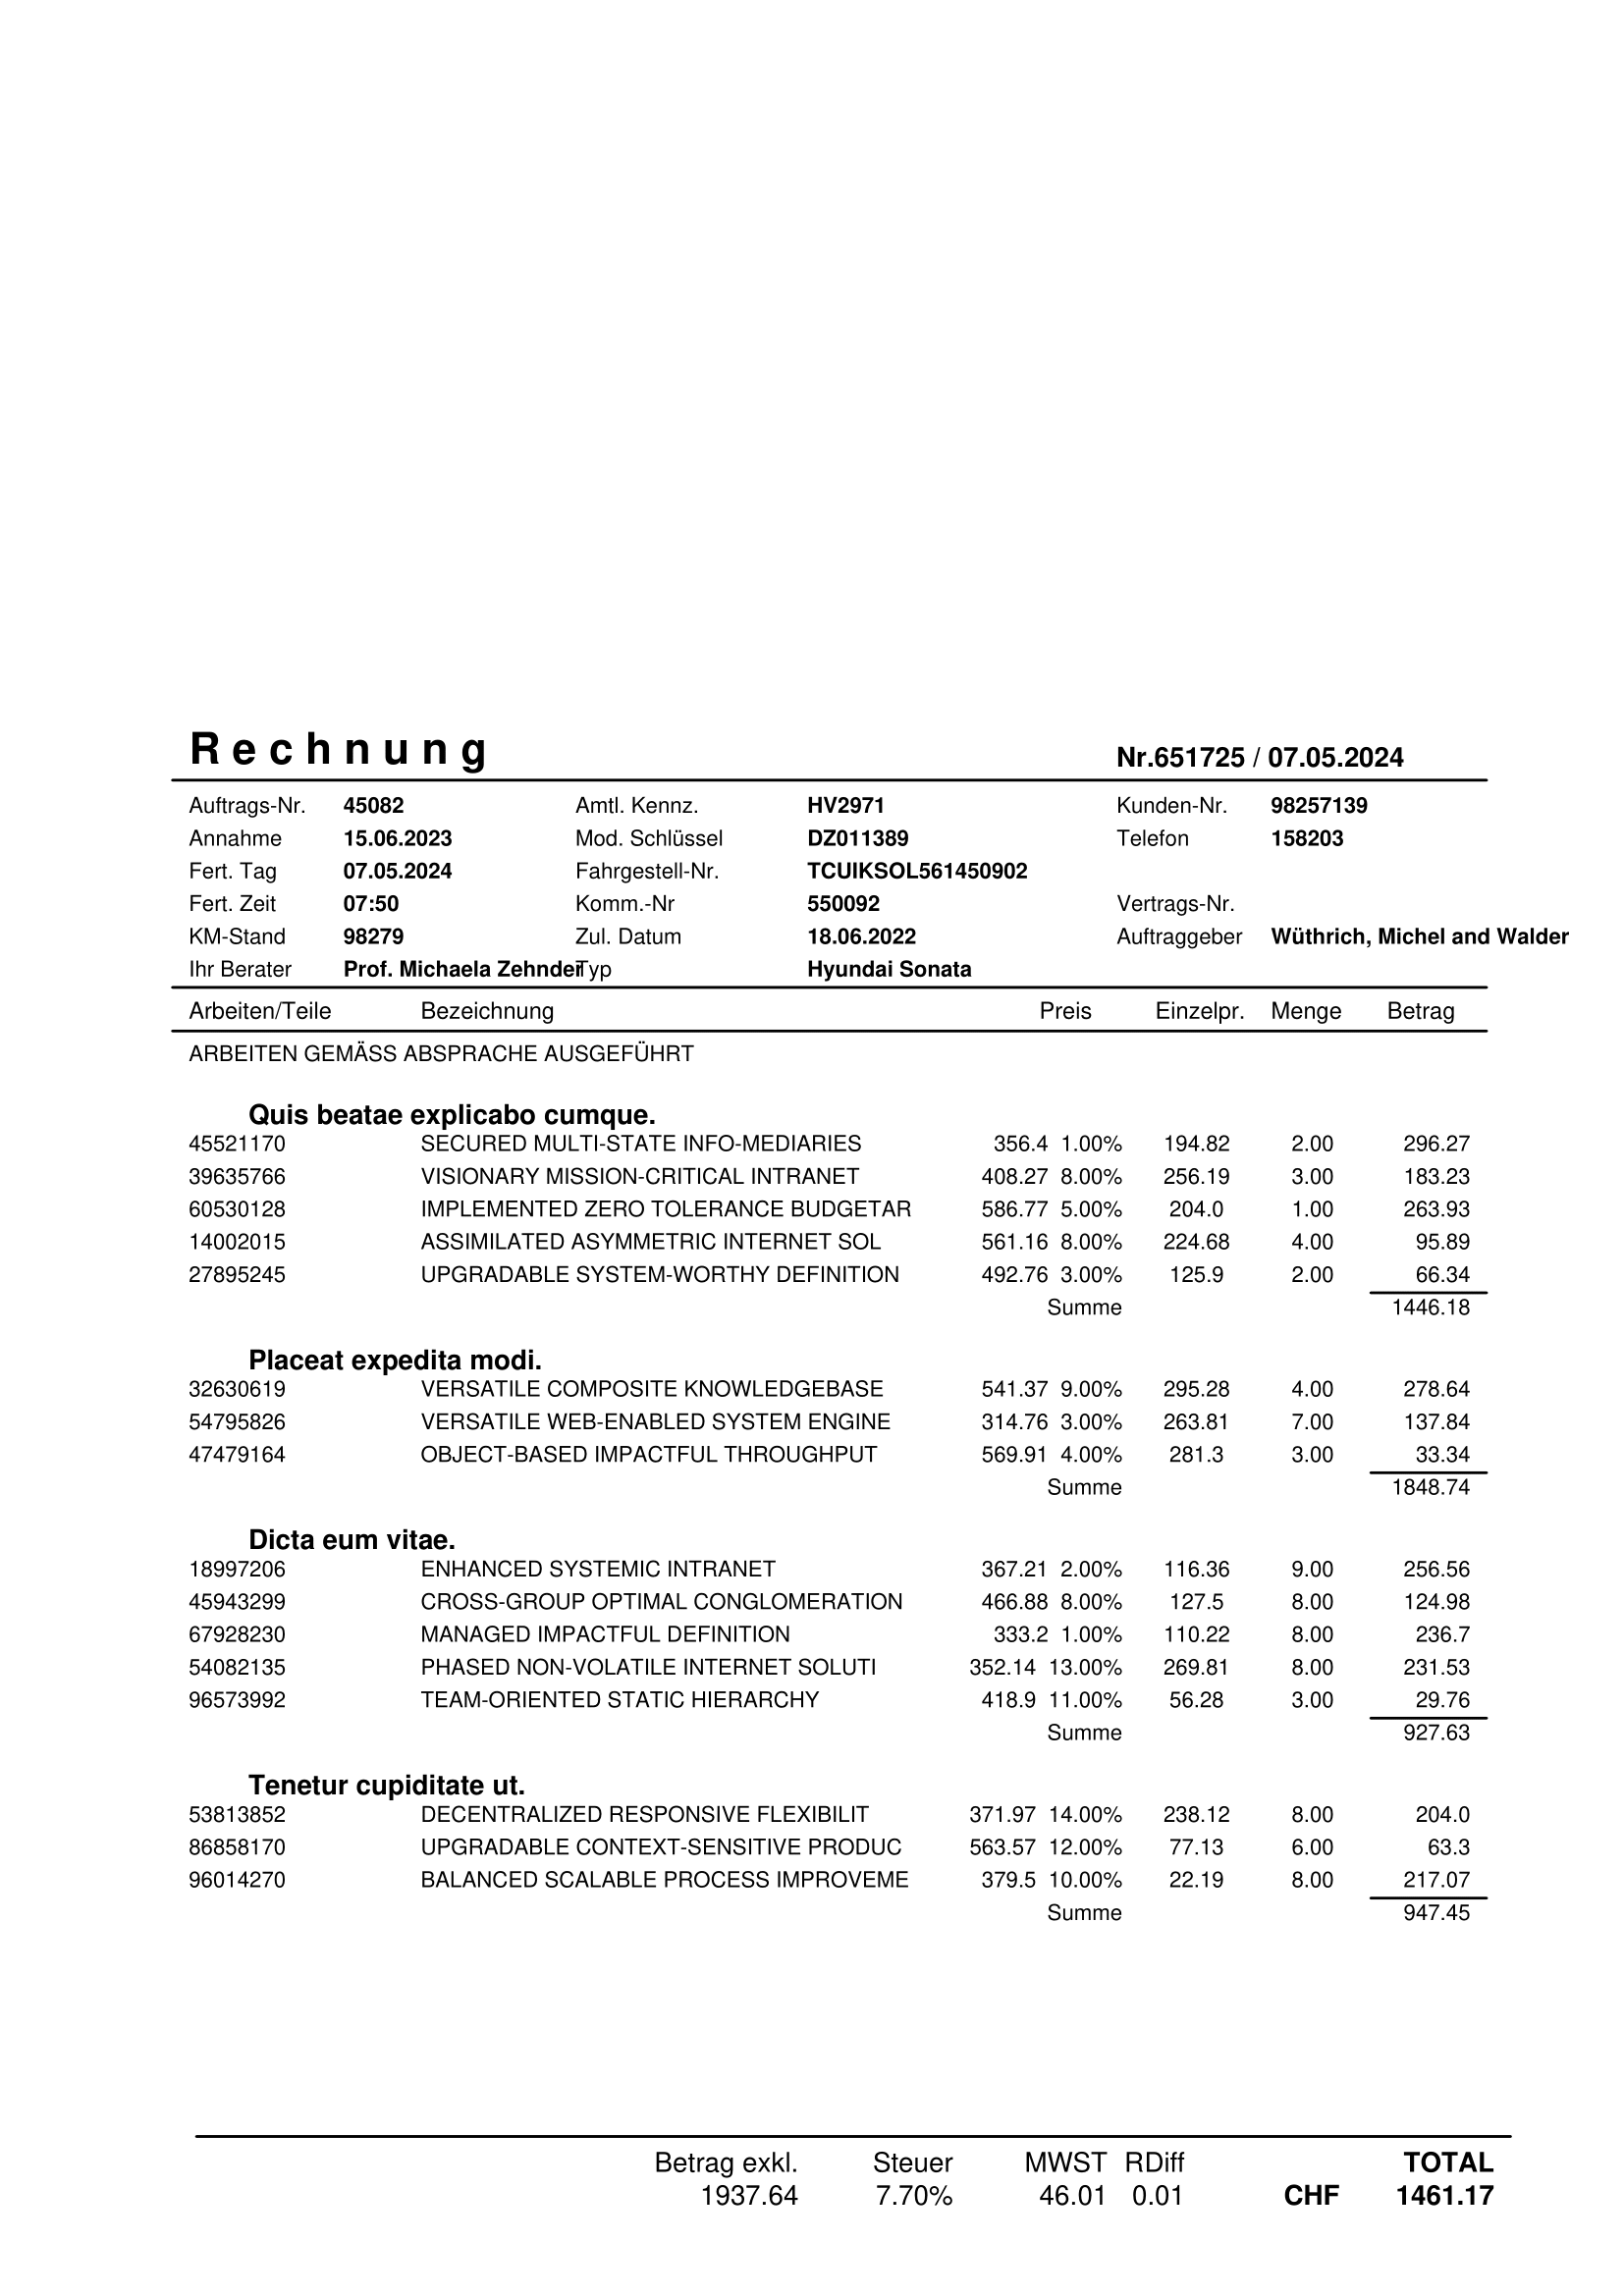 Rechnung Nr.651725 / 07.05.2024
Auftrags-Nr. 45082 Amtl. Kennz. HV2971 Kunden-Nr. 98257139
Annahme 15.06.2023 Mod. Schlüssel DZ011389 Telefon 158203
Fert. Tag 07.05.2024 Fahrgestell-Nr. TCUIKSOL561450902
Fert. Zeit 07:50 Komm.-Nr 550092 Vertrags-Nr.
KM-Stand 98279 Zul. Datum 18.06.2022 Auftraggeber Wüthrich, Michel and Walder
Ihr Berater Prof. Michaela Zehnder Typ Hyundai Sonata
Arbeiten/Teile Bezeichnung Preis Einzelpr. Menge Betrag
ARBEITEN GEMÄSS ABSPRACHE AUSGEFÜHRT
Quis beatae explicabo cumque.
45521170 SECURED MULTI-STATE INFO-MEDIARIES 356.4 1.00% 194.82 2.00 296.27
39635766 VISIONARY MISSION-CRITICAL INTRANET 408.27 8.00% 256.19 3.00 183.23
60530128 IMPLEMENTED ZERO TOLERANCE BUDGETAR 586.77 5.00% 204.0 1.00 263.93
14002015 ASSIMILATED ASYMMETRIC INTERNET SOL 561.16 8.00% 224.68 4.00 95.89
27895245 UPGRADABLE SYSTEM-WORTHY DEFINITION 492.76 3.00% 125.9 2.00 66.34
Summe 1446.18
Placeat expedita modi.
32630619 VERSATILE COMPOSITE KNOWLEDGEBASE 541.37 9.00% 295.28 4.00 278.64
54795826 VERSATILE WEB-ENABLED SYSTEM ENGINE 314.76 3.00% 263.81 7.00 137.84
47479164 OBJECT-BASED IMPACTFUL THROUGHPUT 569.91 4.00% 281.3 3.00 33.34
Summe 1848.74
Dicta eum vitae.
18997206 ENHANCED SYSTEMIC INTRANET 367.21 2.00% 116.36 9.00 256.56
45943299 CROSS-GROUP OPTIMAL CONGLOMERATION 466.88 8.00% 127.5 8.00 124.98
67928230 MANAGED IMPACTFUL DEFINITION 333.2 1.00% 110.22 8.00 236.7
54082135 PHASED NON-VOLATILE INTERNET SOLUTI 352.14 13.00% 269.81 8.00 231.53
96573992 TEAM-ORIENTED STATIC HIERARCHY 418.9 11.00% 56.28 3.00 29.76
Summe 927.63
Tenetur cupiditate ut.
53813852 DECENTRALIZED RESPONSIVE FLEXIBILIT 371.97 14.00% 238.12 8.00 204.0
86858170 UPGRADABLE CONTEXT-SENSITIVE PRODUC 563.57 12.00% 77.13 6.00 63.3
96014270 BALANCED SCALABLE PROCESS IMPROVEME 379.5 10.00% 22.19 8.00 217.07
Summe 947.45
Betrag exkl. Steuer MWST RDiff TOTAL
1937.64 7.70% 46.01 0.01 CHF 1461.17